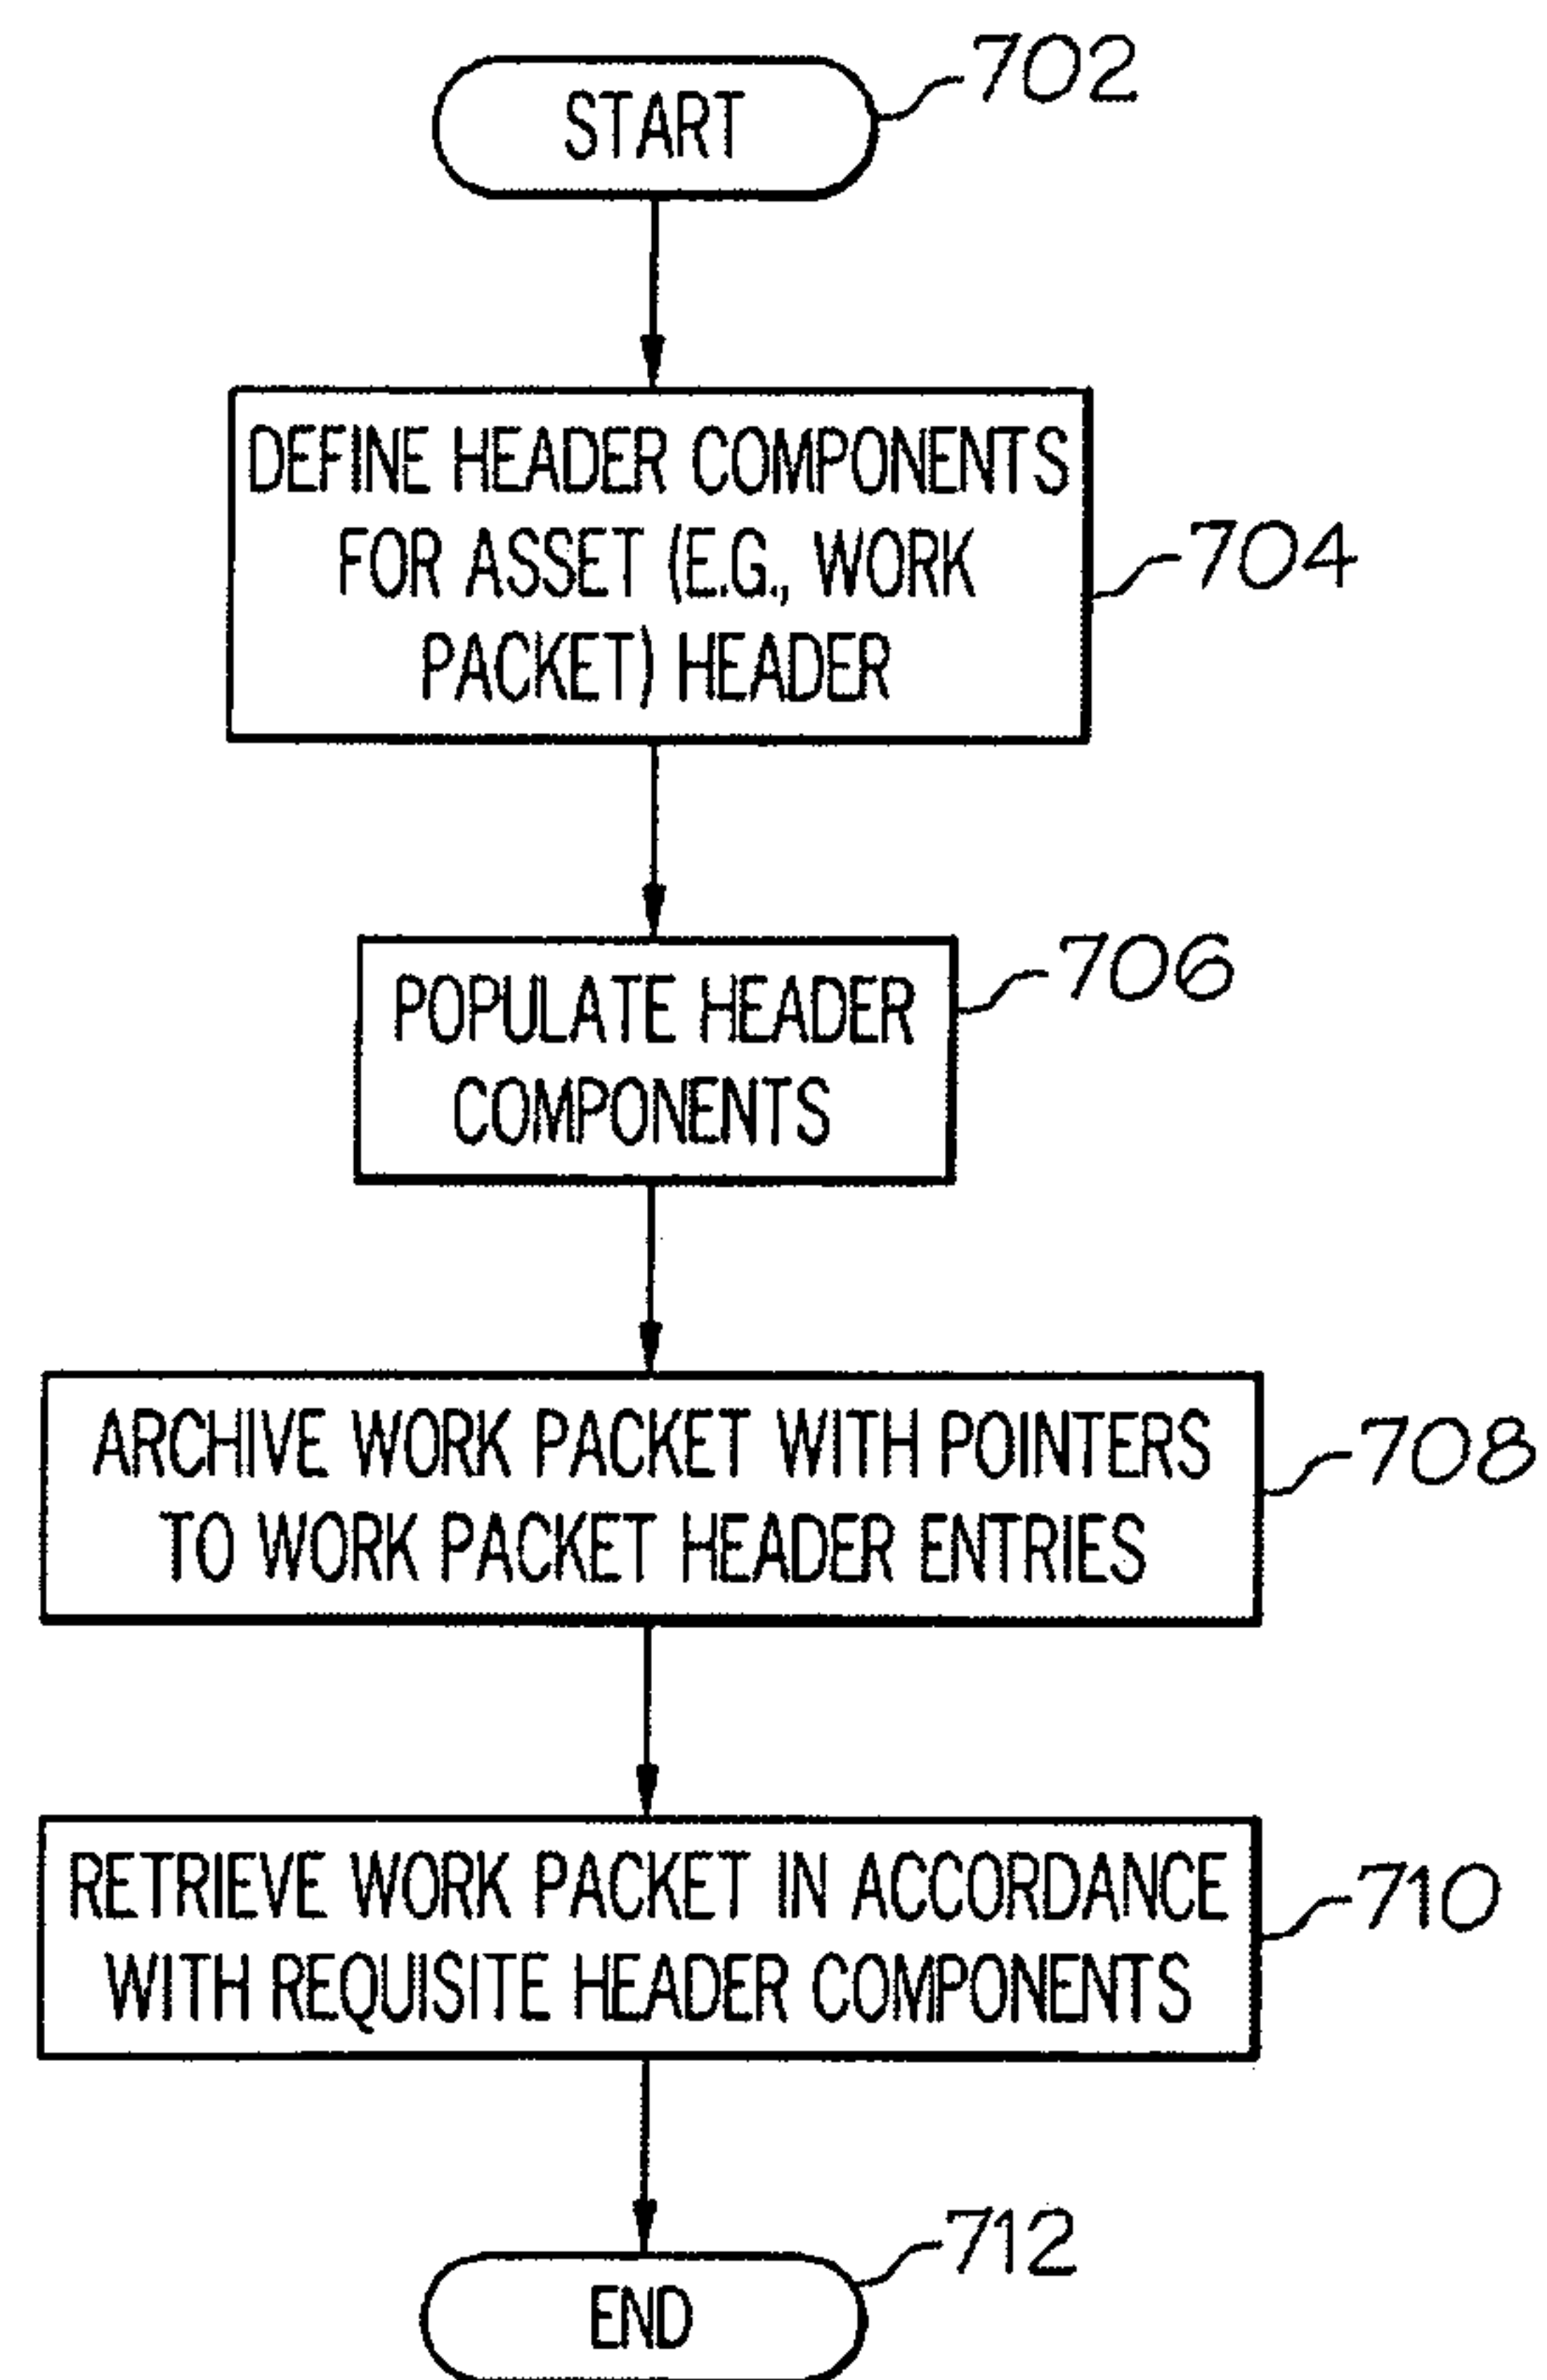 START
702
DEFINE HEADER COMPONENTS
FOR ASSET (E.G., WORK
PACKET) HEADER
704
POPULATE HEADER
COMPONENTS
706
ARCHIVE WORK PACKET WITH POINTERS
TO WORK PACKET HEADER ENTRIES
708
RETRIEVE WORK PACKET IN ACCORDANCE
WITH REQUISITE HEADER COMPONENTS
710
END
712